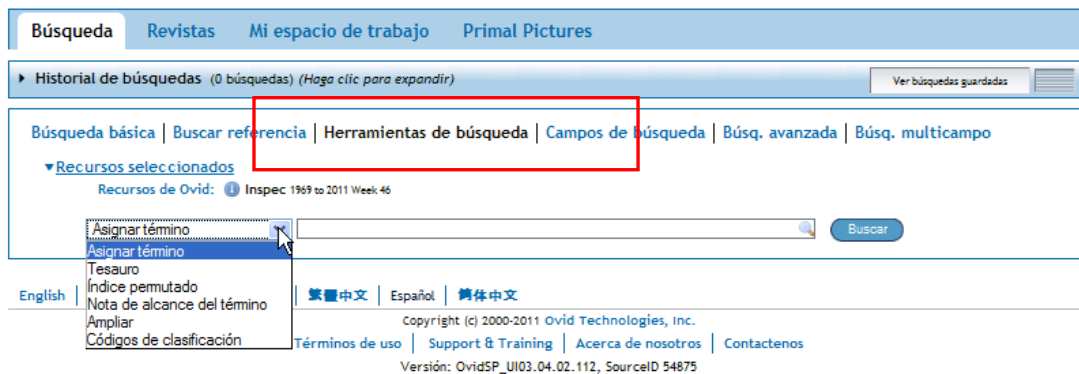 Búsqueda Revistas Mi espacio de trabajo Primal Pictures
Historial de búsquedas (0 búsquedas) (Haga clic para expandir) Ver búsquedas guardadas
Búsqueda básica | Buscar referencia | Herramientas de búsqueda | Campos de búsqueda | Búsq. avanzada | Búsq. multicampo
Recursos seleccionados
Recursos de Ovid: Inspec 1969 to 2011 Week 46
Asignar término Buscar
Asignar término
Tesauro
Índice permutado
Nota de alcance del término
Ampliar
Códigos de clasificación
English | 繁體中文 | Español | 简体中文
Copyright (c) 2000-2011 Ovid Technologies, Inc.
Términos de uso | Support & Training | Acerca de nosotros | Contactenos
Versión: OvidSP_UI03.04.02.112, SourceID 54875